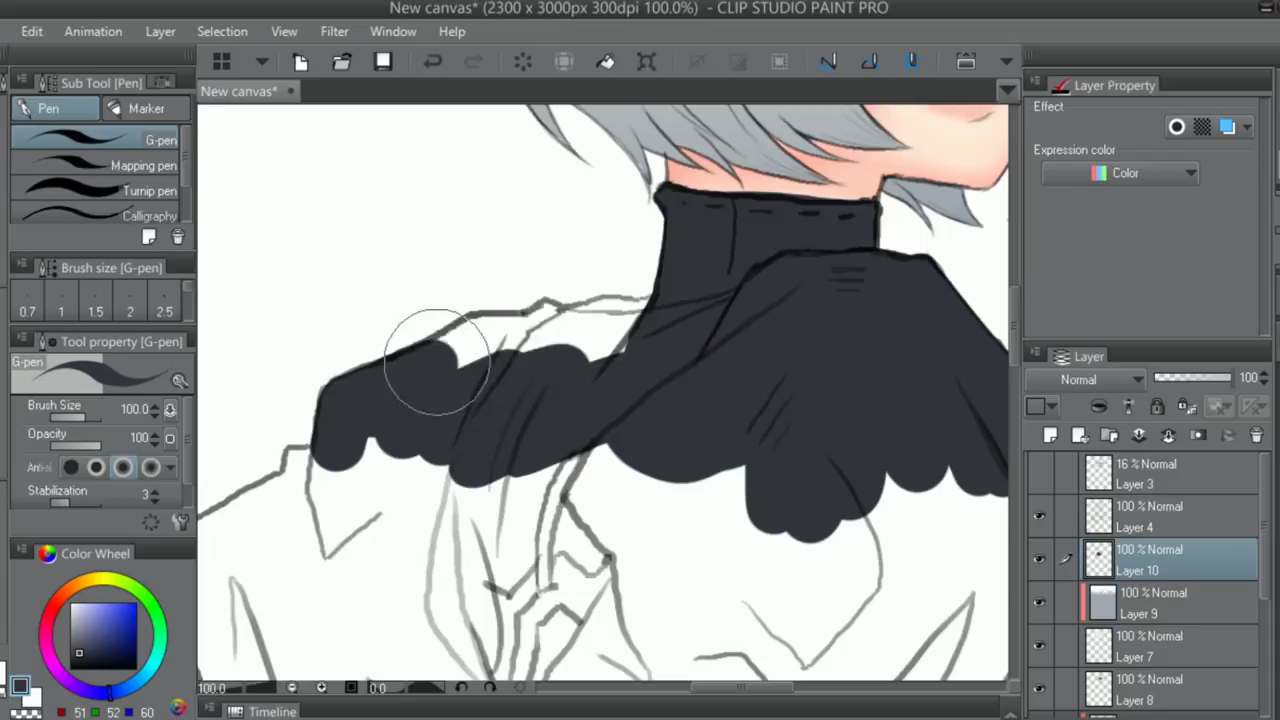 New canvas* (2300 x 3000px 300dpi 100.0%) - CLIP STUDIO PAINT PRO
Edit Animation Layer Selection View Filter Window Help
Sub Tool [Pen]
New canvas*
Pen Marker
G-pen
Mapping pen
Turnip pen
Calligraphy
Brush size [G-pen]
0.7 1 1.5 2 2.5
Tool property [G-pen]
G-pen
Brush Size 100.0
Opacity 100
Anti-
Stabilization 3
Color Wheel
51 52 60
100.0 0.0
Timeline
Layer Property
Effect
Expression color
Color
Layer
Normal 100
16 % Normal
Layer 3
100 % Normal
Layer 4
100 % Normal
Layer 10
100 % Normal
Layer 9
100 % Normal
Layer 7
100 % Normal
Layer 8